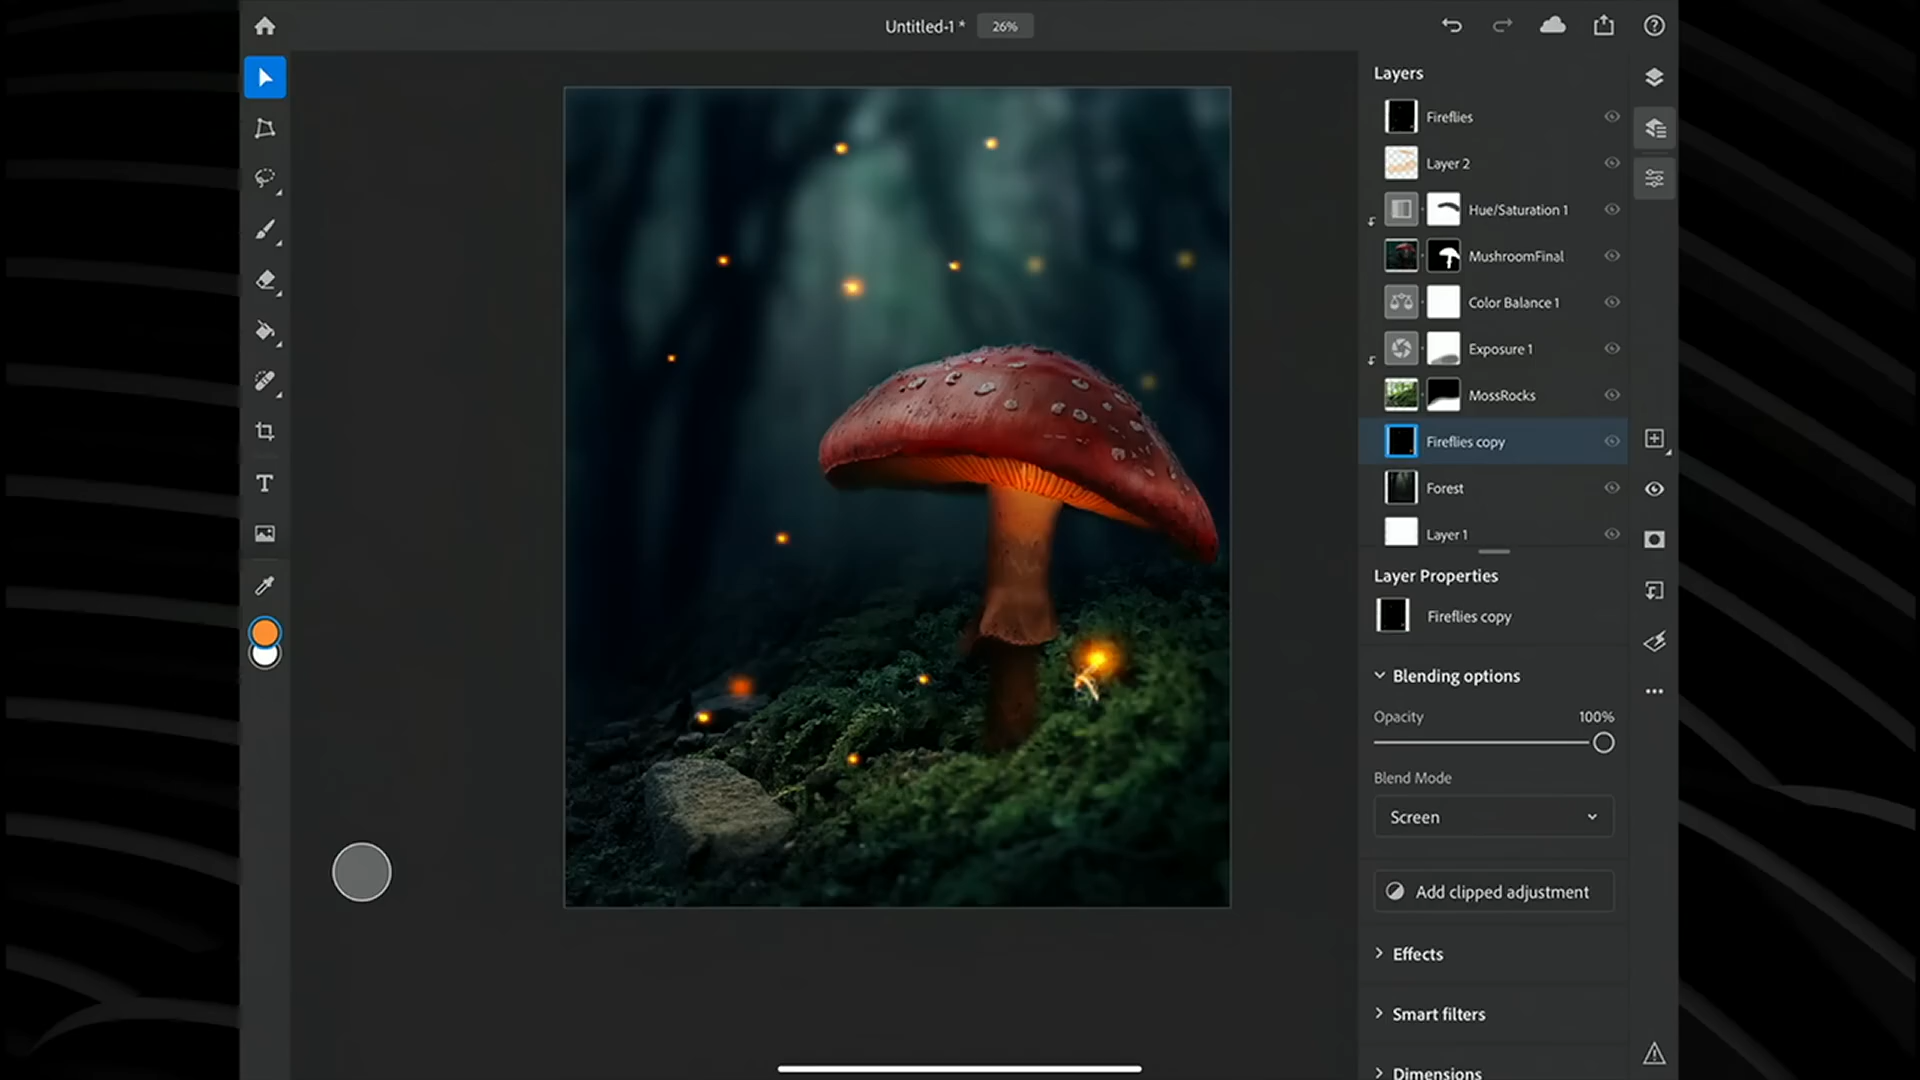 Untitled-1 *
26%
Layers
Fireflies
Layer 2
Hue/Saturation 1
MushroomFinal
Color Balance 1
Exposure 1
MossRocks
Fireflies copy
Forest
Layer 1
Layer Properties
Fireflies copy
Blending options
Opacity
100%
Blend Mode
Screen
Add clipped adjustment
Effects
Smart filters
Dimensions